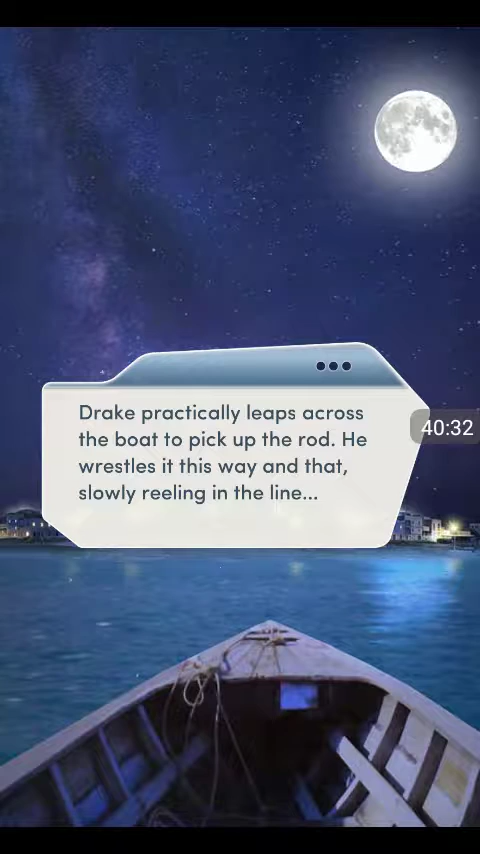 Drake practically leaps across
the boat to pick up the rod. He
wrestles it this way and that,
slowly reeling in the line...
40:32